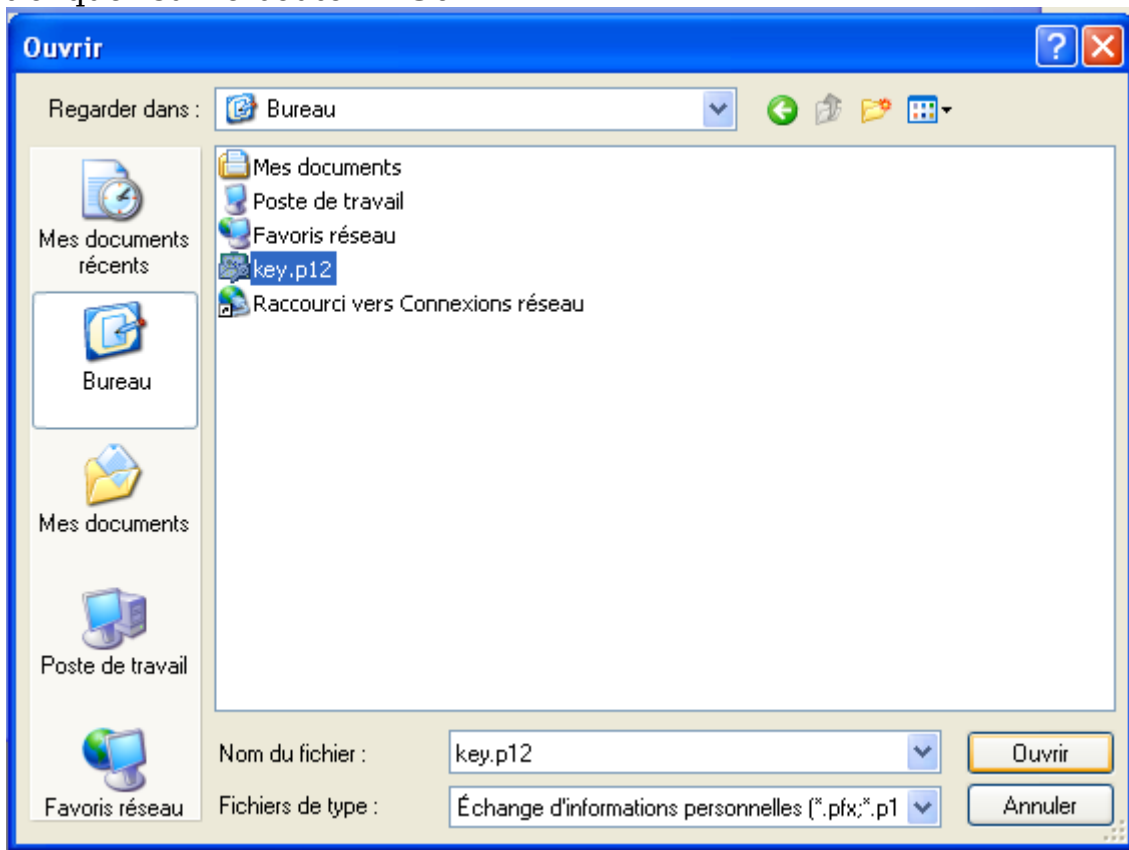 Ouvrir
Regarder dans :
Bureau
Mes documents
récents
Bureau
Mes documents
Poste de travail
Favoris réseau
Mes documents
Poste de travail
Favoris réseau
key.p12
Raccourci vers Connexions réseau
Nom du fichier :
key.p12
Ouvrir
Fichiers de type :
Échange d'informations personnelles (*.pfx;*.p1
Annuler